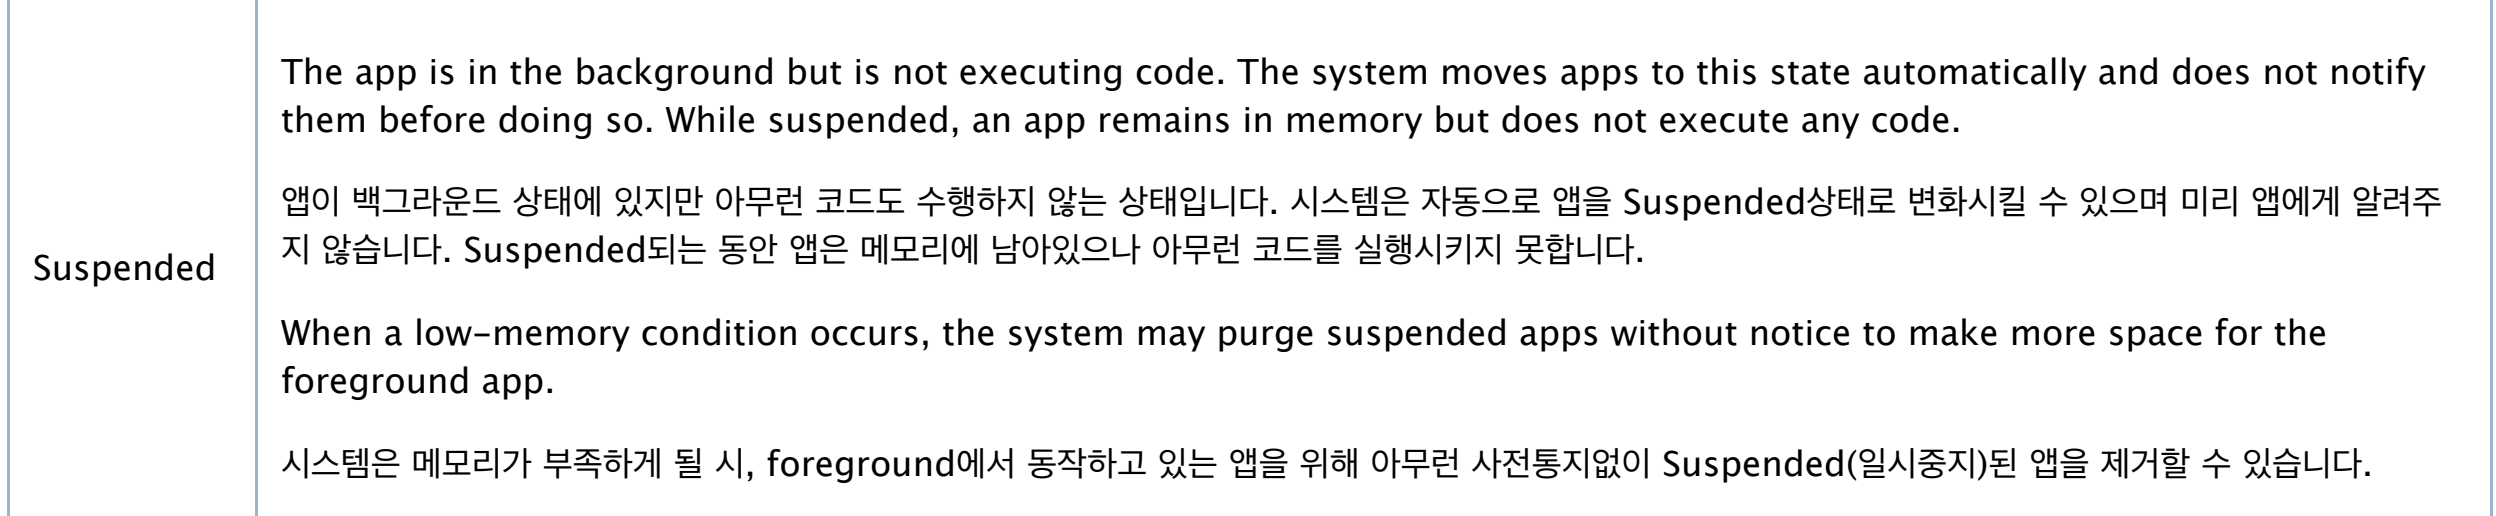 Suspended
The app is in the background but is not executing code. The system moves apps to this state automatically and does not notify
them before doing so. While suspended, an app remains in memory but does not execute any code.
앱이 백그라운드 상태에 있지만 아무런 코드도 수행하지 않는 상태입니다. 시스템은 자동으로 앱을 Suspended상태로 변화시킬 수 있으며 미리 앱에게 알려주
지 않습니다. Suspended되는 동안 앱은 메모리에 남아있으나 아무런 코드를 실행시키지 못합니다.
When a low-memory condition occurs, the system may purge suspended apps without notice to make more space for the
foreground app.
시스템은 메모리가 부족하게 될 시, foreground에서 동작하고 있는 앱을 위해 아무런 사전통지없이 Suspended(일시중지)된 앱을 제거할 수 있습니다.